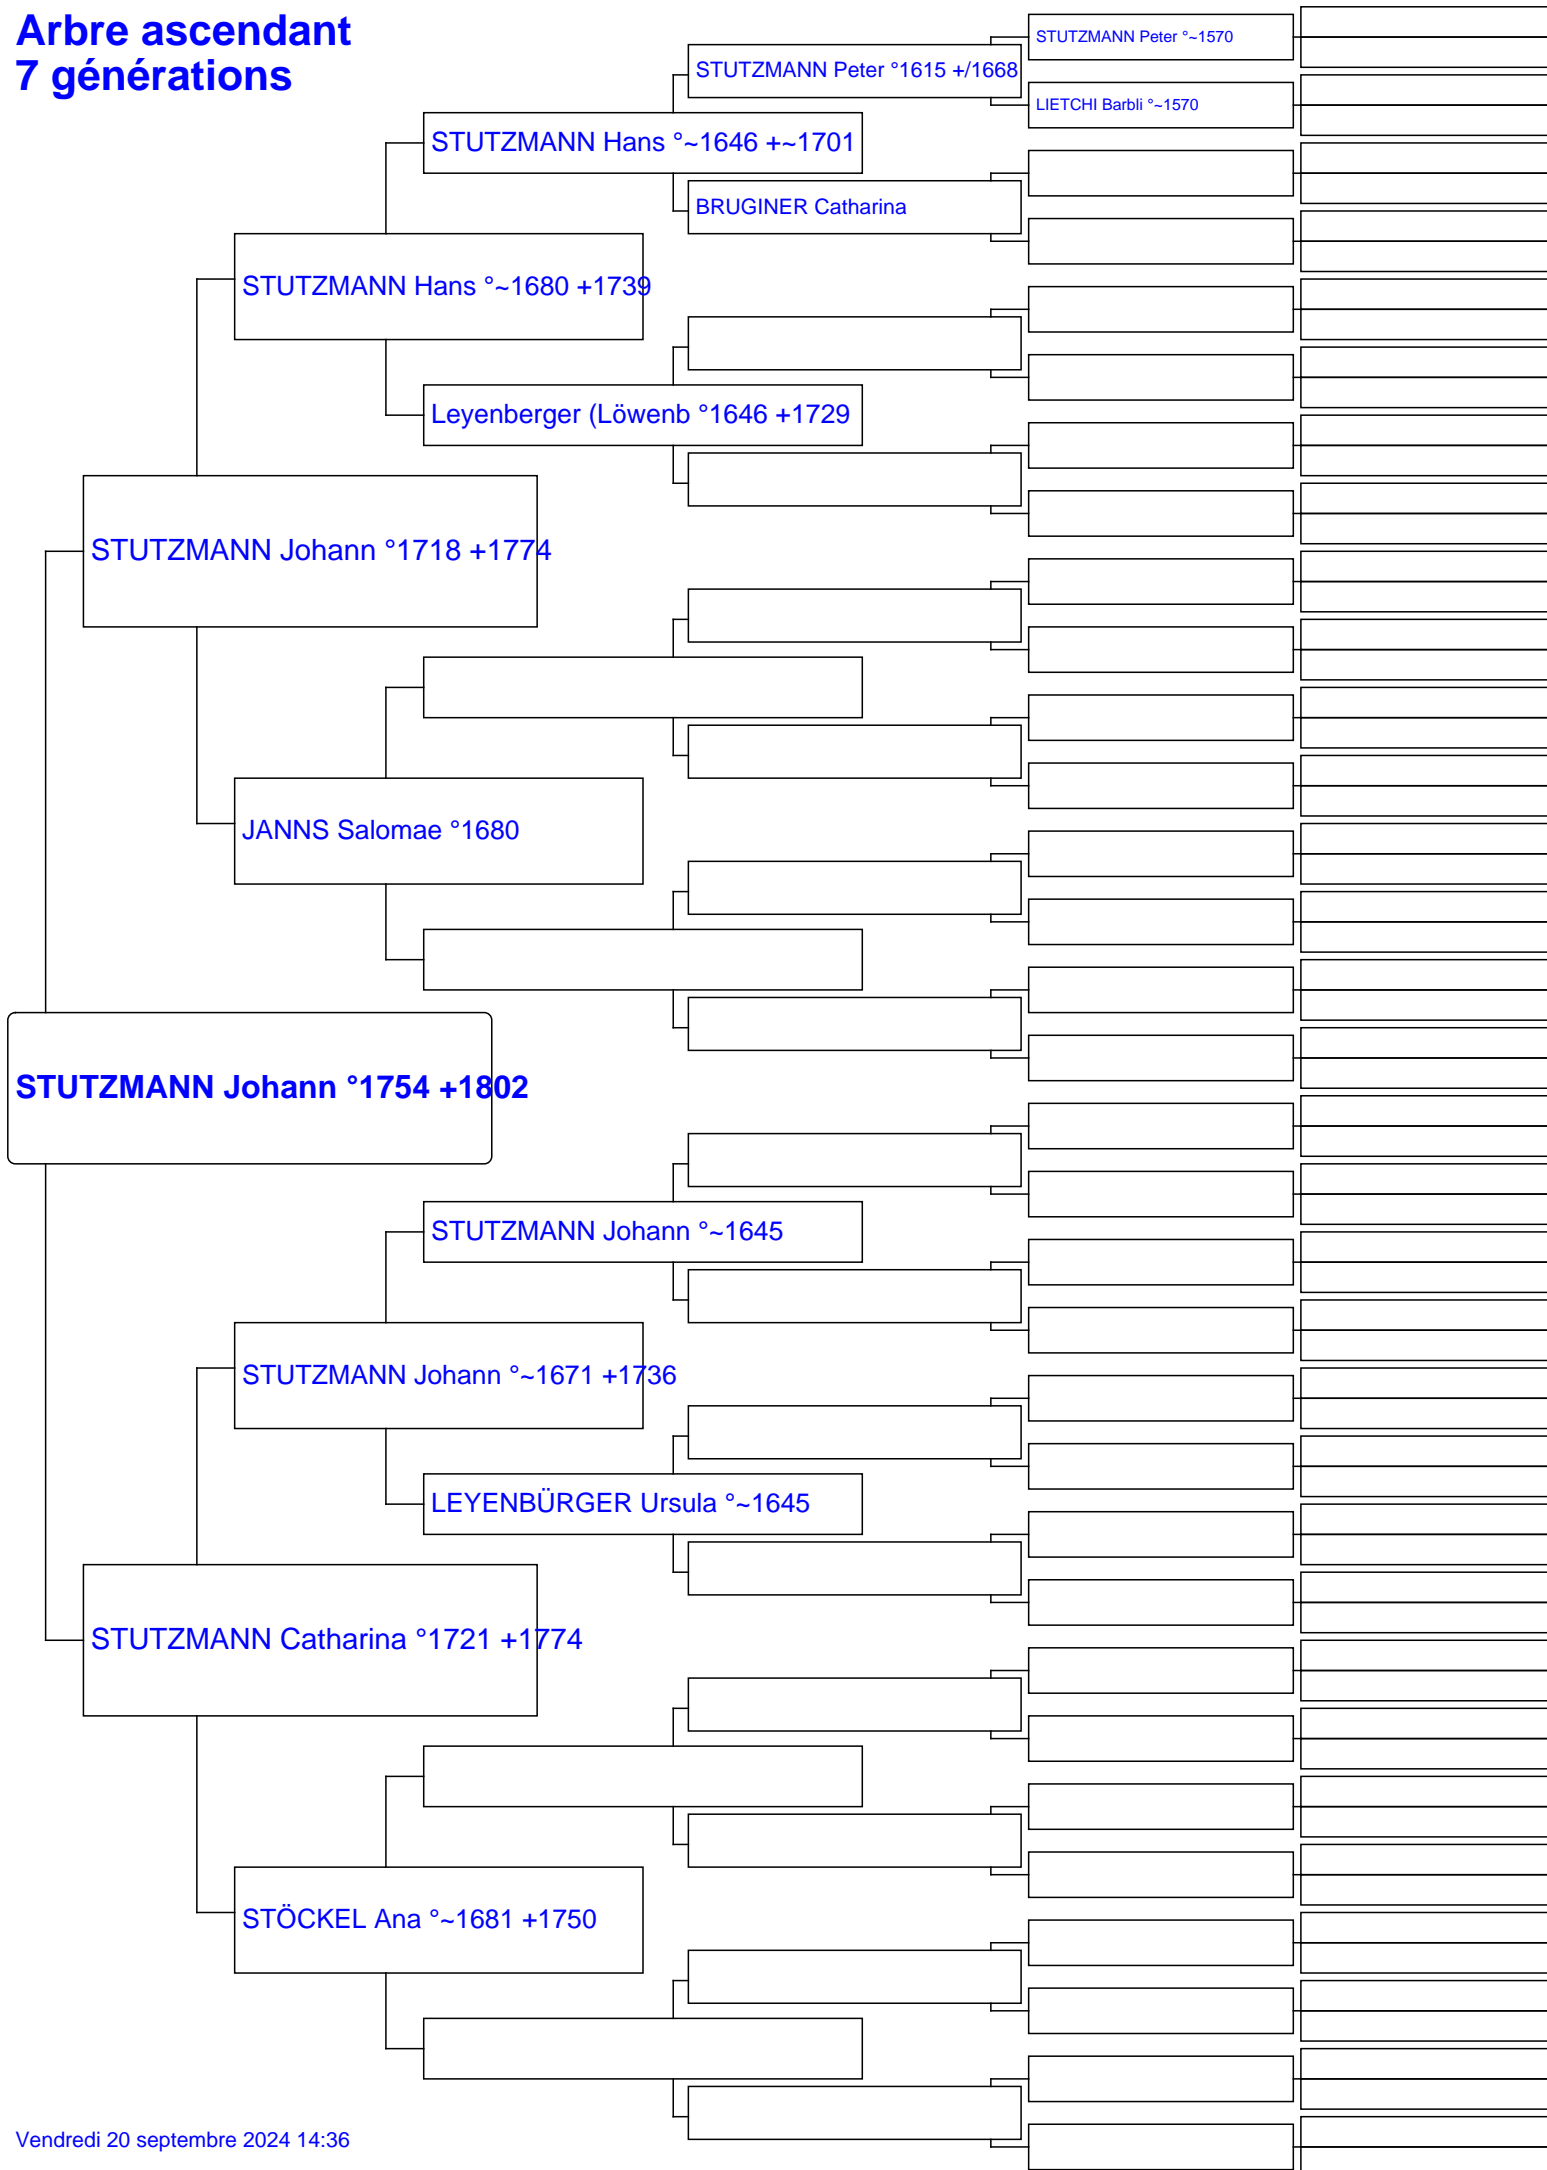 Arbre ascendant
7 générations
STUTZMANN Peter °~1570
STUTZMANN Peter °1615 +/1668
LIETCHI Barbli °~1570
STUTZMANN Hans °~1646 +~1701
BRUGINER Catharina
STUTZMANN Hans °~1680 +1739
Leyenberger (Löwenb °1646 +1729
STUTZMANN Johann °1718 +1774
JANNS Salomae °1680
STUTZMANN Johann °1754 +1802
STUTZMANN Johann °~1645
STUTZMANN Johann °~1671 +1736
LEYENBÜRGER Ursula °~1645
STUTZMANN Catharina °1721 +1774
STÖCKEL Ana °~1681 +1750
Vendredi 20 septembre 2024 14:36